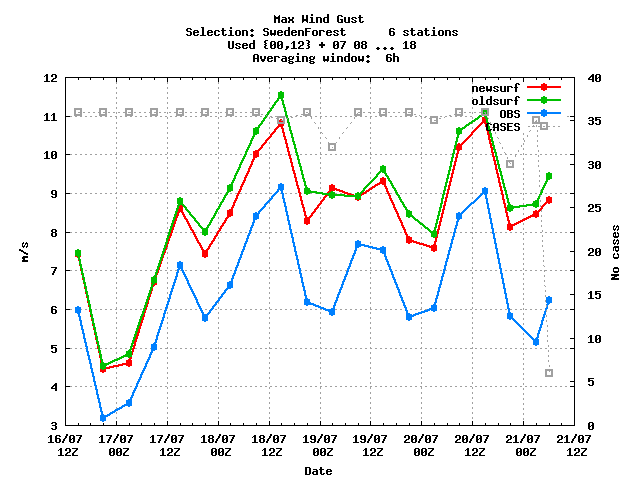 Max Wind Gust
Selection: SwedenForest 6 stations
Used {00,12} + 07 08 ... 18
Averaging window: 6h
newsurf
oldsurf
OBS
CASES
12
11
10
9
8
7
6
5
4
3
m/s
40
35
30
25
20
15
10
5
0
No cases
16/07 17/07 17/07 18/07 18/07 19/07 19/07 20/07 20/07 21/07 21/07
12Z 00Z 12Z 00Z 12Z 00Z 12Z 00Z 12Z 00Z 12Z
Date